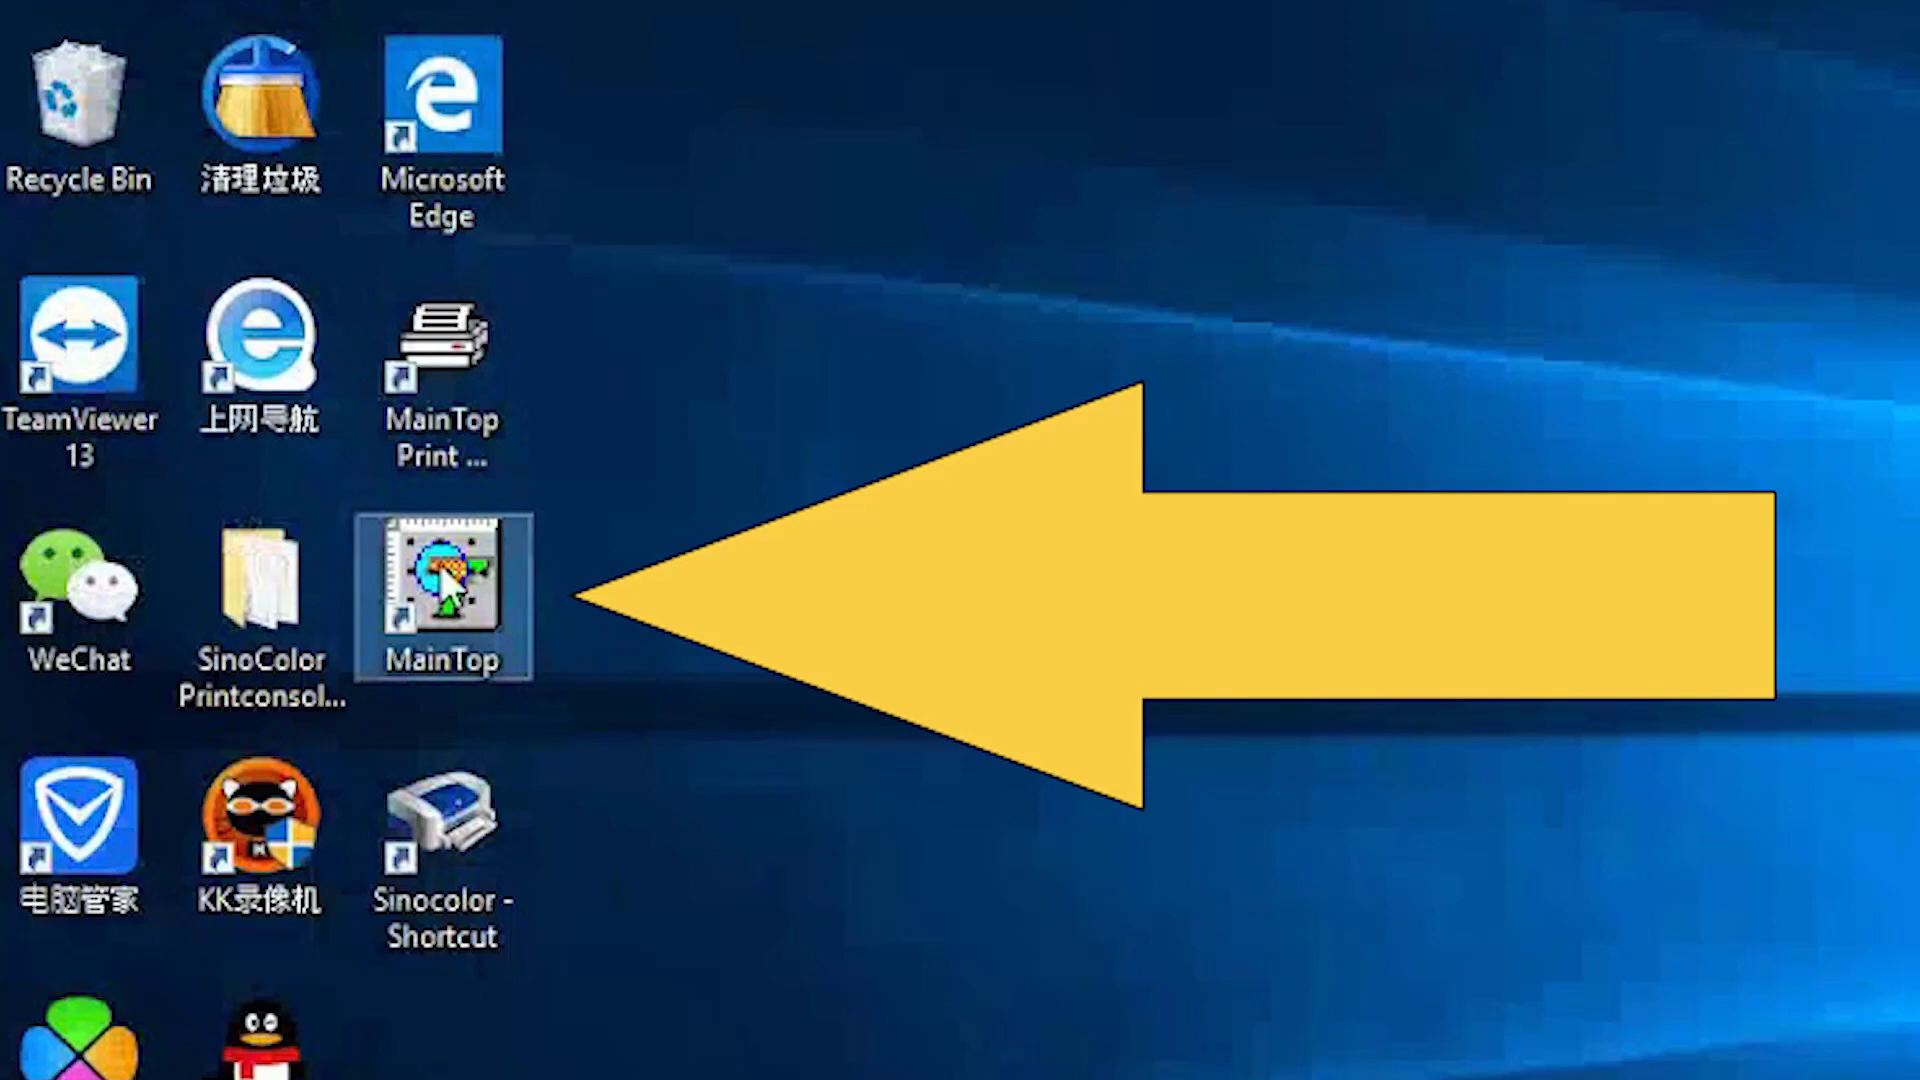 Recycle Bin
清理垃圾
Microsoft
Edge
TeamViewer
13
上网导航
MainTop
Print ...
WeChat
SinoColor
Printconsol...
MainTop
电脑管家
KK录像机
Sinocolor -
Shortcut